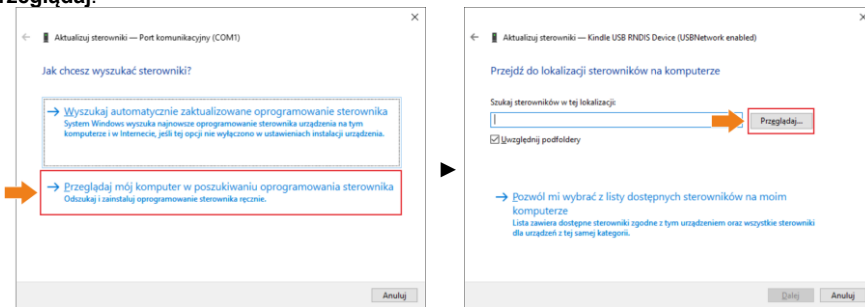 rzeglądaj.
Aktualizuj sterowniki — Port komunikacyjny (COM1)
Jak chcesz wyszukać sterowniki?
→ Wyszukaj automatycznie zaktualizowane oprogramowanie sterownika
System Windows wyszuka najnowsze oprogramowanie sterownika urządzenia na tym
komputerze i w Internecie, jeśli tej opcji nie wyłączono w ustawieniach instalacji urządzenia.
→ Przeglądaj mój komputer w poszukiwaniu oprogramowania sterownika
Odszukaj i zainstaluj oprogramowanie sterownika ręcznie.
Anuluj
Aktualizuj sterowniki — Kindle USB RNDIS Device (USBNetwork enabled)
Przejdź do lokalizacji sterowników na komputerze
Szukaj sterowników w tej lokalizacji:
Przeglądaj...
Uwzględnij podfoldery
→ Pozwól mi wybrać z listy dostępnych sterowników na moim
komputerze
Lista zawiera dostępne sterowniki zgodne z tym urządzeniem oraz wszystkie sterowniki
dla urządzeń z tej samej kategorii.
Dalej
Anuluj